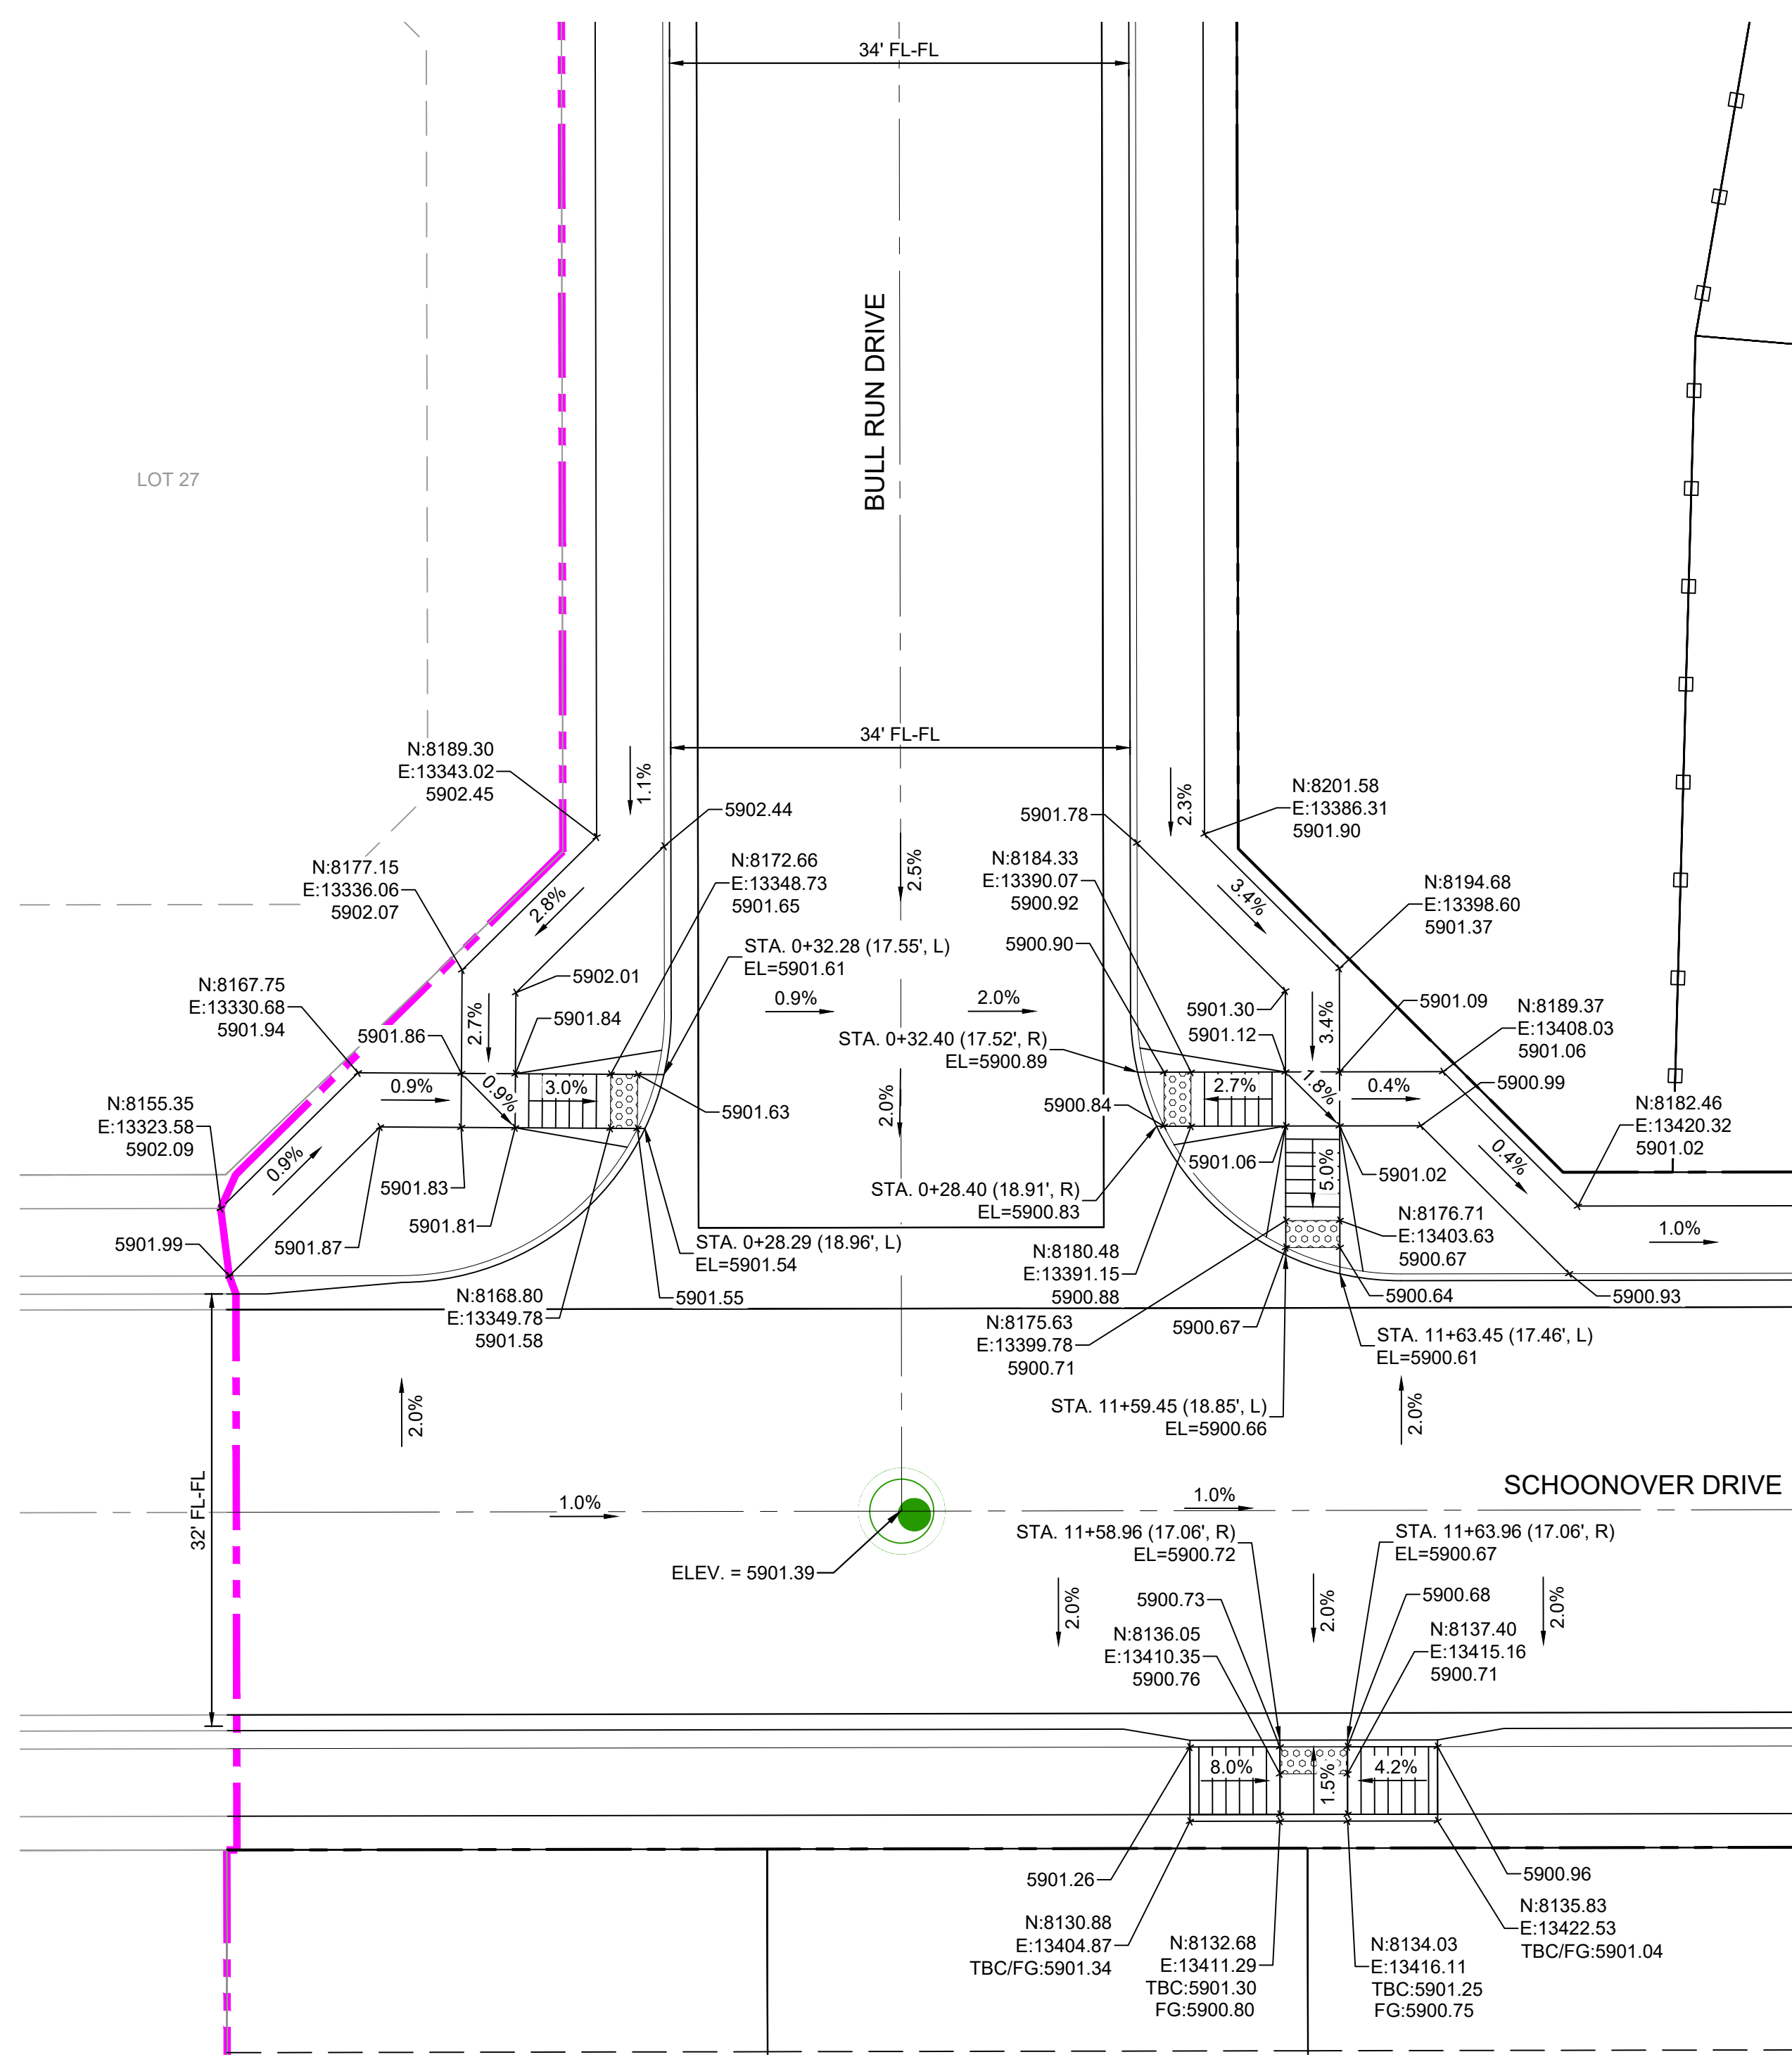 34' FL-FL
BULL RUN DRIVE
LOT 27
34' FL-FL
N:8189.30
E:13343.02
5902.45
1.1%
5902.44
5901.78
2.3%
N:8201.58
E:13386.31
5901.90
N:8177.15
E:13336.06
5902.07
2.8%
N:8172.66
E:13348.73
5901.65
2.5%
N:8184.33
E:13390.07
5900.92
3.4%
N:8194.68
E:13398.60
5901.37
STA. 0+32.28 (17.55', L)
EL=5901.61
5900.90
N:8167.75
E:13330.68
5901.94
5902.01
0.9%
2.0%
5901.30
5901.09
N:8189.37
E:13408.03
5901.06
5901.86
2.7%
5901.84
STA. 0+32.40 (17.52', R)
EL=5900.89
5901.12
3.4%
0.9%
0.9%
3.0%
2.7%
1.8%
0.4%
5900.99
N:8155.35
E:13323.58
5902.09
5901.63
2.0%
5900.84
N:8182.46
E:13420.32
5901.02
0.9%
5901.83
5901.81
5901.06
5.0%
5901.02
0.4%
STA. 0+28.40 (18.91', R)
EL=5900.83
5901.99
5901.87
STA. 0+28.29 (18.96', L)
EL=5901.54
N:8180.48
E:13391.15
5900.88
N:8176.71
E:13403.63
5900.67
1.0%
N:8168.80
E:13349.78
5901.58
5901.55
5900.64
5900.93
N:8175.63
E:13399.78
5900.71
5900.67
STA. 11+63.45 (17.46', L)
EL=5900.61
2.0%
STA. 11+59.45 (18.85', L)
EL=5900.66
2.0%
32' FL-FL
SCHOONOVER DRIVE
1.0%
1.0%
ELEV. = 5901.39
STA. 11+58.96 (17.06', R)
EL=5900.72
STA. 11+63.96 (17.06', R)
EL=5900.67
2.0%
2.0%
2.0%
5900.73
5900.68
N:8136.05
E:13410.35
5900.76
N:8137.40
E:13415.16
5900.71
8.0%
1.5%
4.2%
5901.26
5900.96
N:8130.88
E:13404.87
TBC/FG:5901.34
N:8132.68
E:13411.29
TBC:5901.30
FG:5900.80
N:8134.03
E:13416.11
TBC:5901.25
FG:5900.75
N:8135.83
E:13422.53
TBC/FG:5901.04